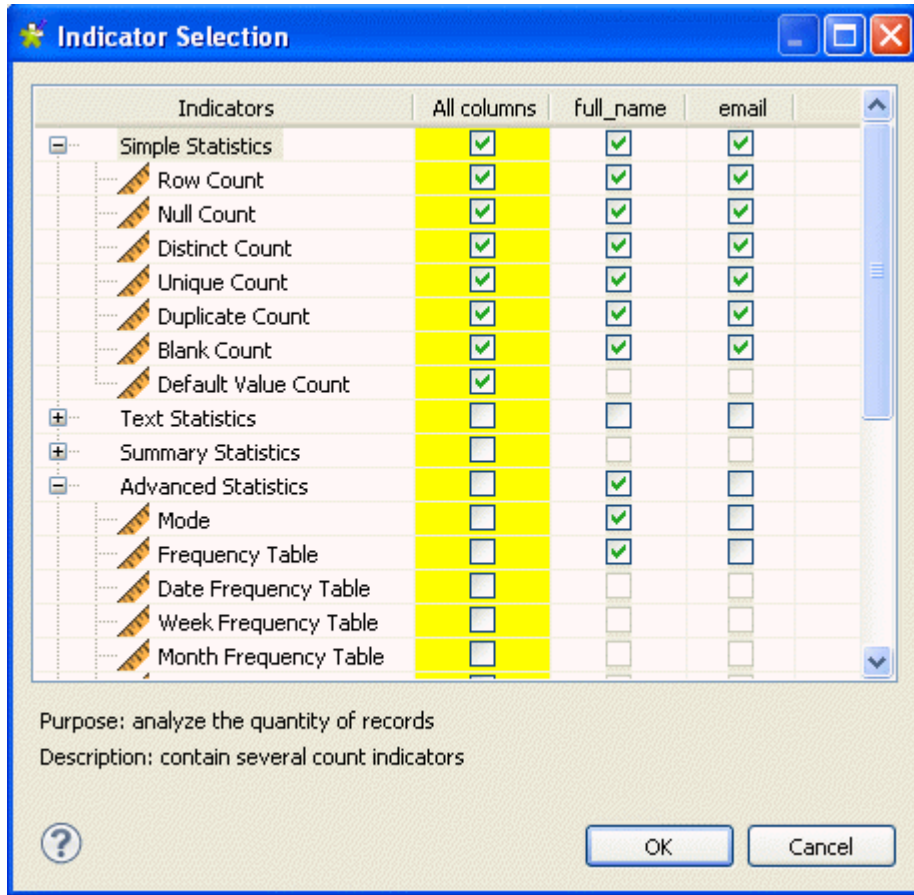 Indicator Selection
Indicators All columns full_name email
Simple Statistics
Row Count
Null Count
Distinct Count
Unique Count
Duplicate Count
Blank Count
Default Value Count
Text Statistics
Summary Statistics
Advanced Statistics
Mode
Frequency Table
Date Frequency Table
Week Frequency Table
Month Frequency Table
Purpose: analyze the quantity of records
Description: contain several count indicators
OK Cancel